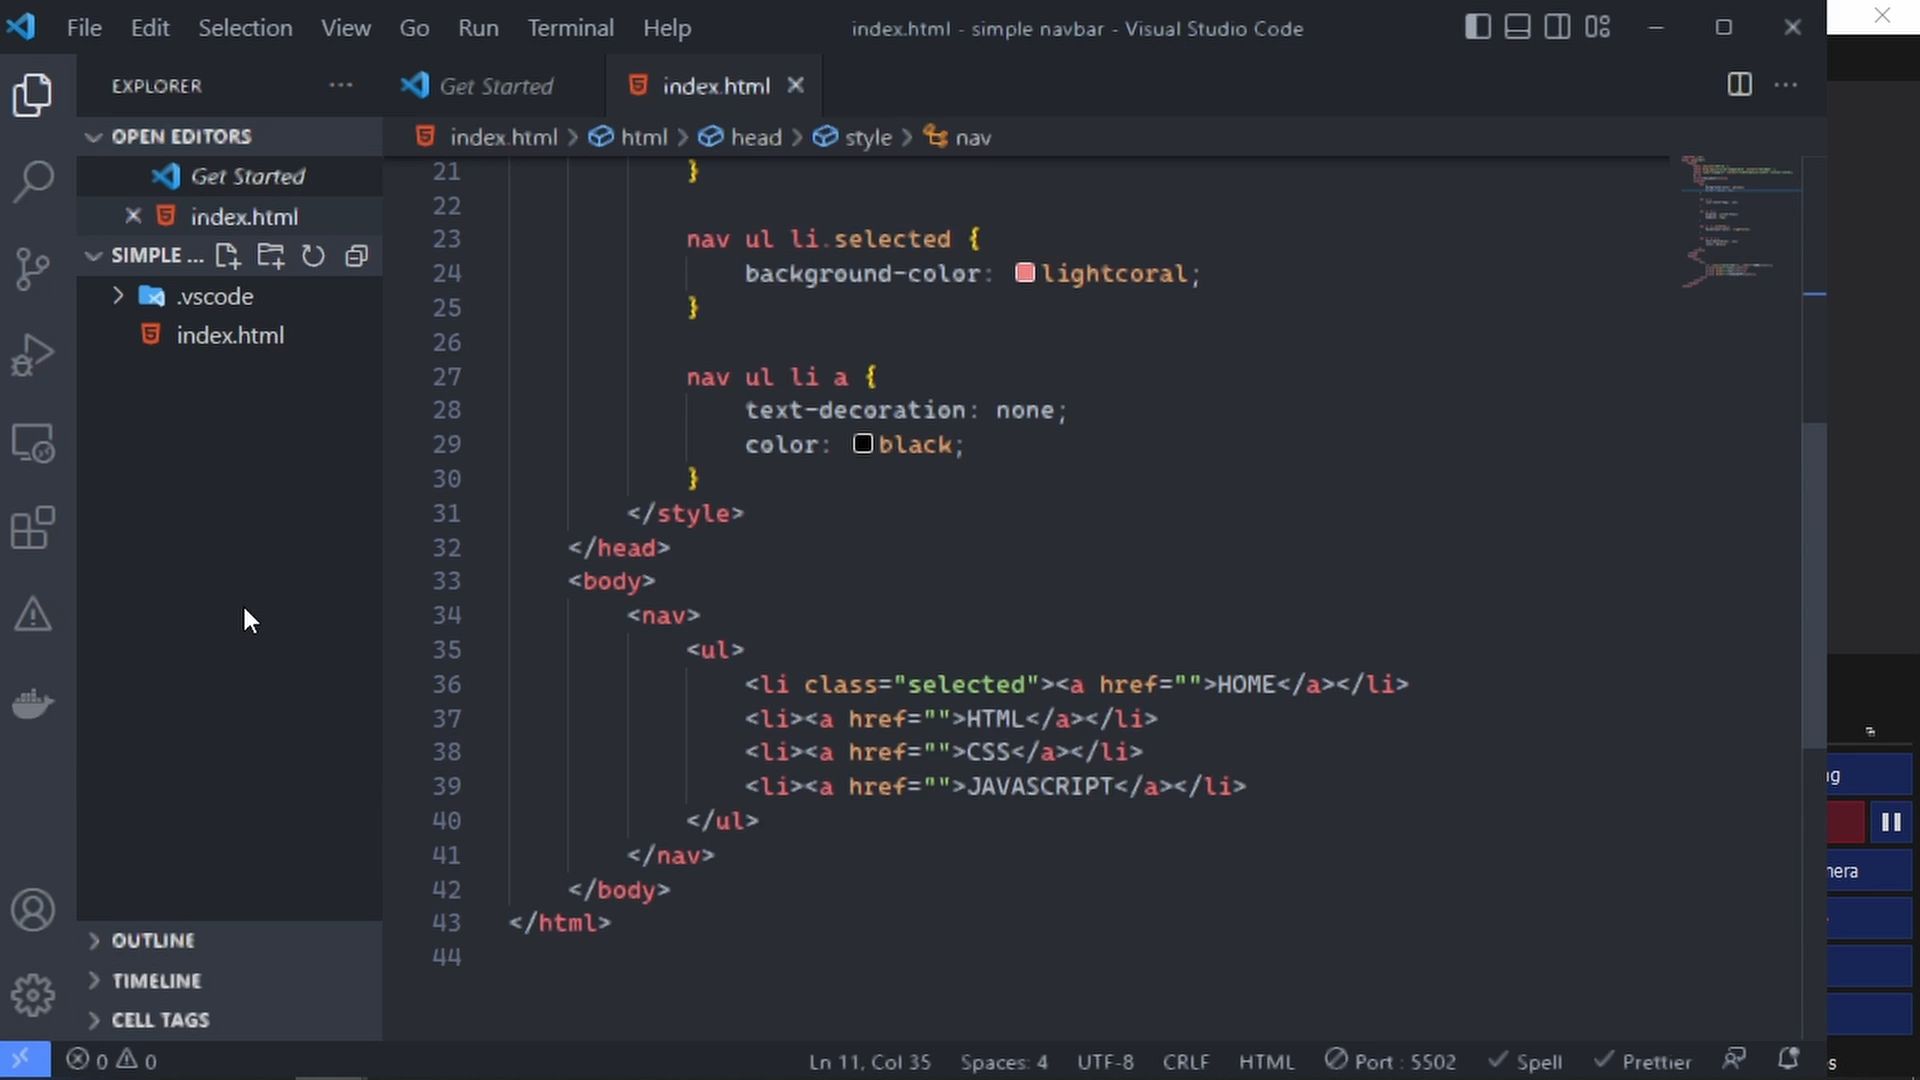 File Edit Selection View Go Run Terminal Help index.html - simple navbar - Visual Studio Code
EXPLORER
Get Started index.html
OPEN EDITORS
index.html > html > head > style > nav
Get Started
index.html
SIMPLE ...
.vscode
index.html
21 }
22
23 nav ul li.selected {
24 background-color: lightcoral;
25 }
26
27 nav ul li a {
28 text-decoration: none;
29 color: black;
30 }
31 </style>
32 </head>
33 <body>
34 <nav>
35 <ul>
36 <li class="selected"><a href="">HOME</a></li>
37 <li><a href="">HTML</a></li>
38 <li><a href="">CSS</a></li>
39 <li><a href="">JAVASCRIPT</a></li>
40 </ul>
41 </nav>
42 </body>
43 </html>
44
OUTLINE
TIMELINE
CELL TAGS
0 0 Ln 11, Col 35 Spaces: 4 UTF-8 CRLF HTML Port : 5502 Spell Prettier